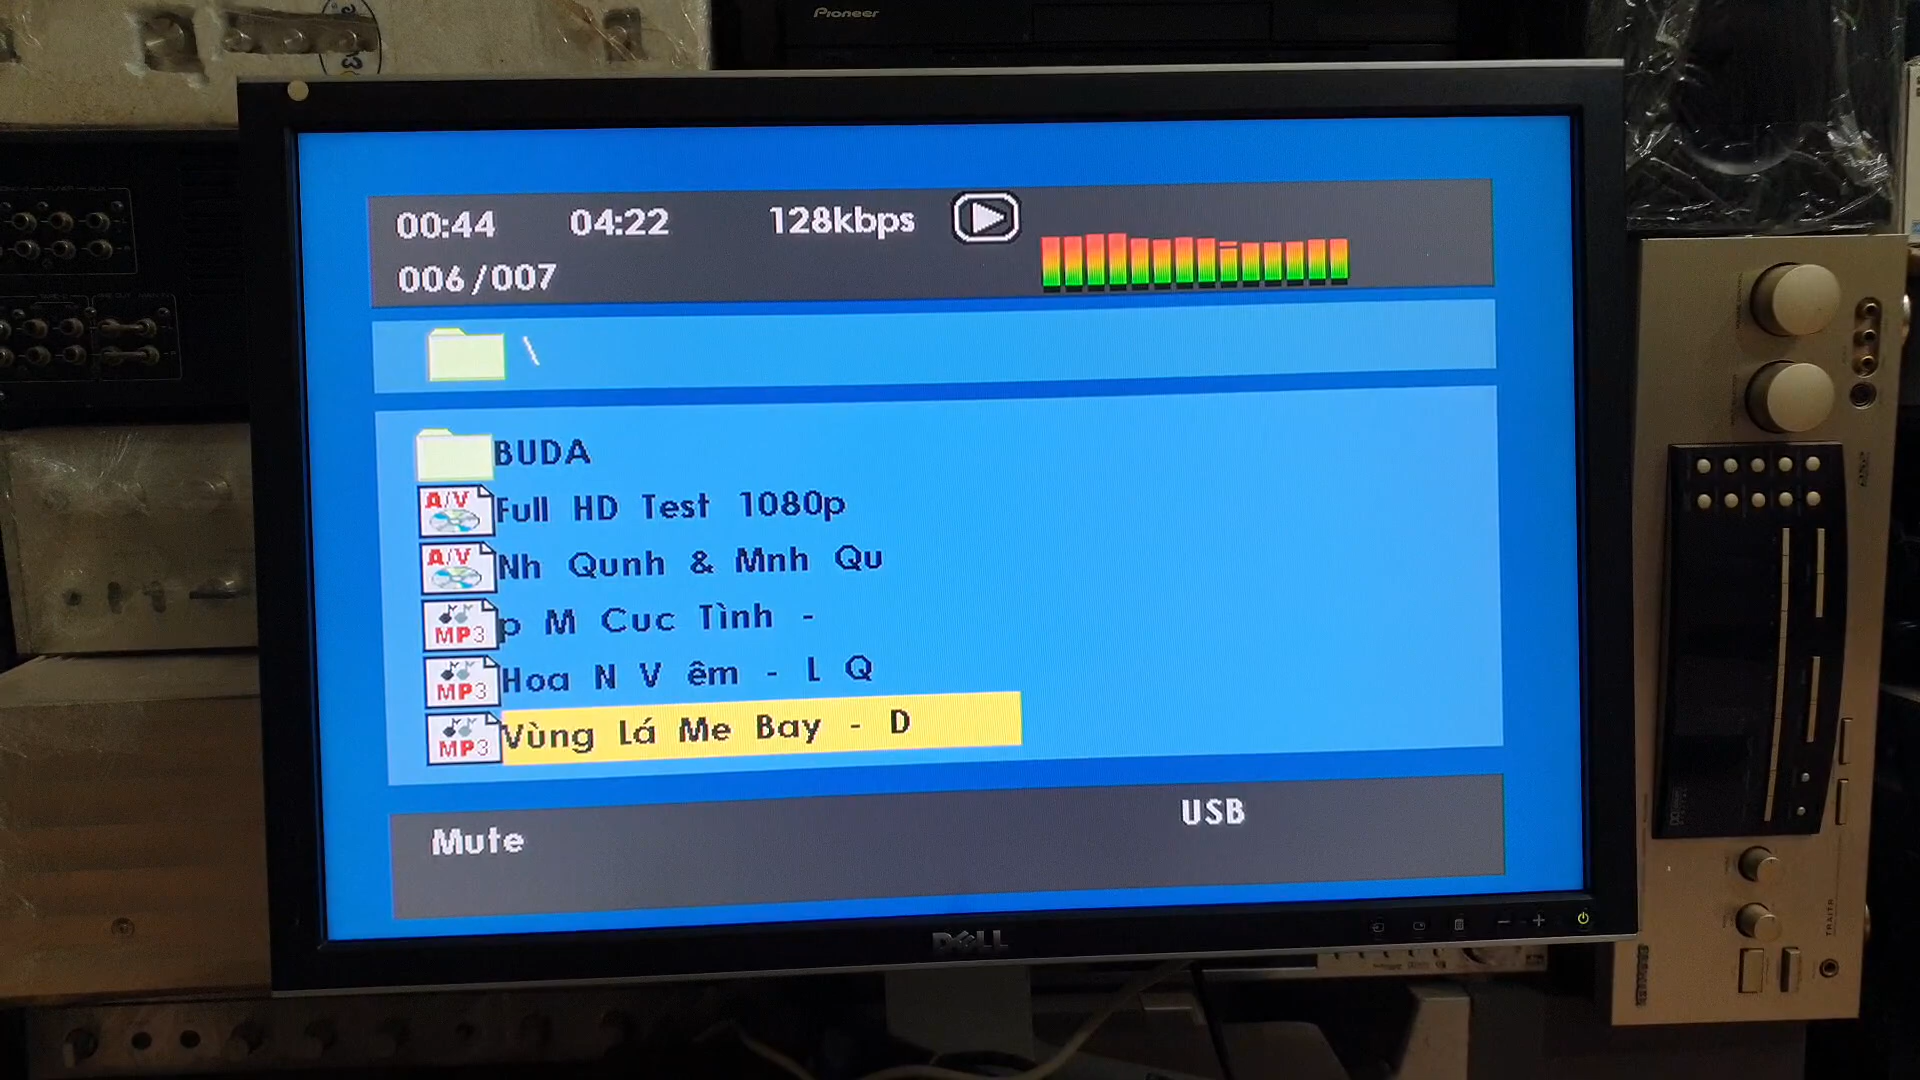 Pioneer
00:44 04:22 128kbps
006/007
\
BUDA
A/V Full HD Test 1080p
A/V Nh Qunh & Mnh Qu
MP3 p M Cuc Tình -
MP3 Hoa N V êm - L Q
MP3 Vùng Lá Me Bay - D
USB
Mute
DELL